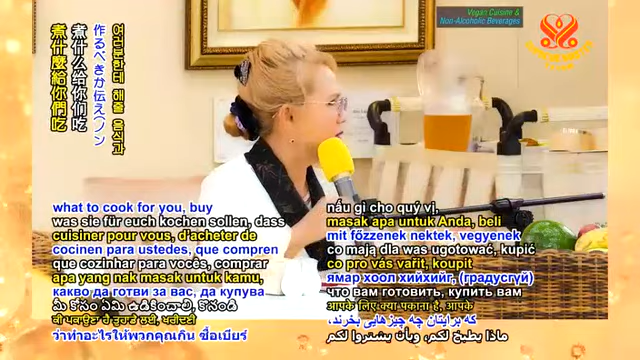 Vegan Cuisine &
Non-Alcoholic Beverages
여러분한테 해줄 음식과
作るべきか伝え(ノン
煮什么给你们吃
煮什麼給你們吃
what to cook for you, buy
was sie für euch kochen sollen, dass
cuisiner pour vous, d'acheter de
cocinen para ustedes, que compren
que cozinhar para vocês, comprar
apa yang nak masak untuk kamu,
какво да готви за вас, да купува
మీ కోసం ఏమి ఉడికించాలి, కొనండి
ਕੀ ਪਕਾਉਣਾ ਹੈ ਤੁਹਾਡੇ ਲਈ, ਖਰੀਦਣੀ
ว่าทำอะไรให้พวกคุณกิน ซื้อเบียร์
nấu gì cho quý vị,
masak apa untuk Anda, beli
mit főzzenek nektek, vegyenek
co mają dla was ugotować, kupić
co pro vás vařit, koupit
ямар хоол хийхийг, (градусгүй)
что вам готовить, купить вам
आपके लिए क्या पकाना है, आपके
که برایتان چه چیزهایی بخرند،
ماذا يطبخ لكم، وبأن يشتروا لكم